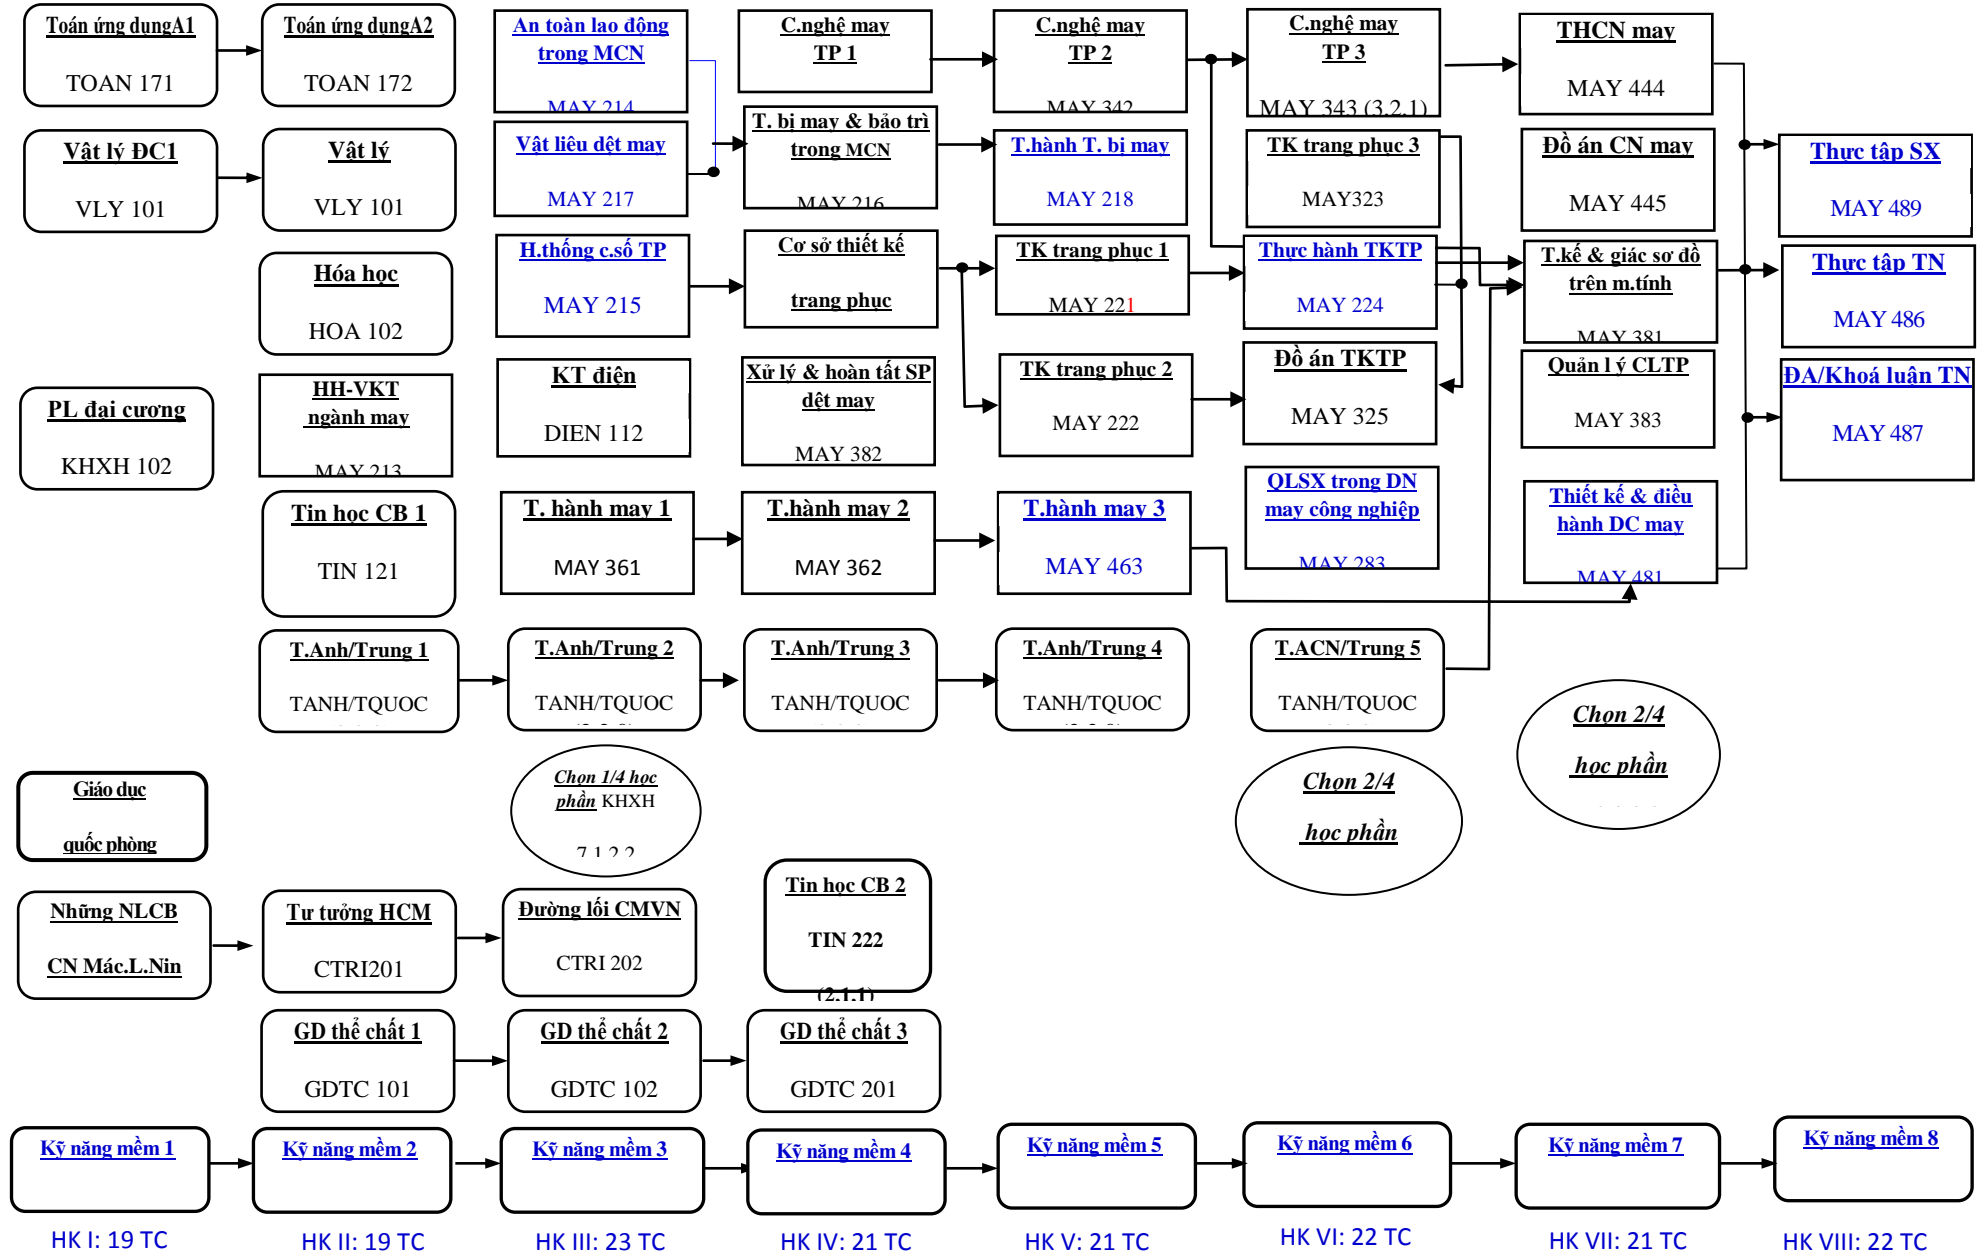 Toán ứng dụngA1
TOAN 171
Toán ứng dụngA2
TOAN 172
An toàn lao động
trong MCN
MAY 214
C.nghệ may
TP 1
C.nghệ may
TP 2
MAY 342
C.nghệ may
TP 3
MAY 343 (3,2,1)
THCN may
MAY 444
Vật lý ĐC1
VLY 101
Vật lý
VLY 101
Vật liêu dệt may
MAY 217
T. bị may & bảo trì
trong MCN
MAY 216
T.hành T. bị may
MAY 218
TK trang phục 3
MAY323
Đồ án CN may
MAY 445
Thực tập SX
MAY 489
Hóa học
HOA 102
H.thống c.số TP
MAY 215
Cơ sở thiết kế
trang phục
TK trang phục 1
MAY 221
Thực hành TKTP
MAY 224
T.kế & giác sơ đồ
trên m.tính
MAY 381
Thực tập TN
MAY 486
PL đại cương
KHXH 102
HH-VKT
ngành may
MAY 213
KT điện
DIEN 112
Xử lý & hoàn tất SP
dệt may
MAY 382
TK trang phục 2
MAY 222
Đồ án TKTP
MAY 325
Quản l ý CLTP
MAY 383
ĐA/Khoá luận TN
MAY 487
Tin học CB 1
TIN 121
T. hành may 1
MAY 361
T.hành may 2
MAY 362
T.hành may 3
MAY 463
QLSX trong DN
may công nghiệp
MAY 283
Thiết kế & điều
hành DC may
MAY 481
T.Anh/Trung 1
TANH/TQUOC
T.Anh/Trung 2
TANH/TQUOC
T.Anh/Trung 3
TANH/TQUOC
T.Anh/Trung 4
TANH/TQUOC
T.ACN/Trung 5
TANH/TQUOC
Chọn 2/4
học phần
Giáo dục
quốc phòng
Chọn 1/4 học
phần KHXH
7.1.2.2
Chọn 2/4
học phần
Những NLCB
CN Mác.L.Nin
Tư tưởng HCM
CTRI201
Đường lối CMVN
CTRI 202
Tin học CB 2
TIN 222
(2,1,1)
GD thể chất 1
GDTC 101
GD thể chất 2
GDTC 102
GD thể chất 3
GDTC 201
Kỹ năng mềm 1
Kỹ năng mềm 2
Kỹ năng mềm 3
Kỹ năng mềm 4
Kỹ năng mềm 5
Kỹ năng mềm 6
Kỹ năng mềm 7
Kỹ năng mềm 8
HK I: 19 TC
HK II: 19 TC
HK III: 23 TC
HK IV: 21 TC
HK V: 21 TC
HK VI: 22 TC
HK VII: 21 TC
HK VIII: 22 TC